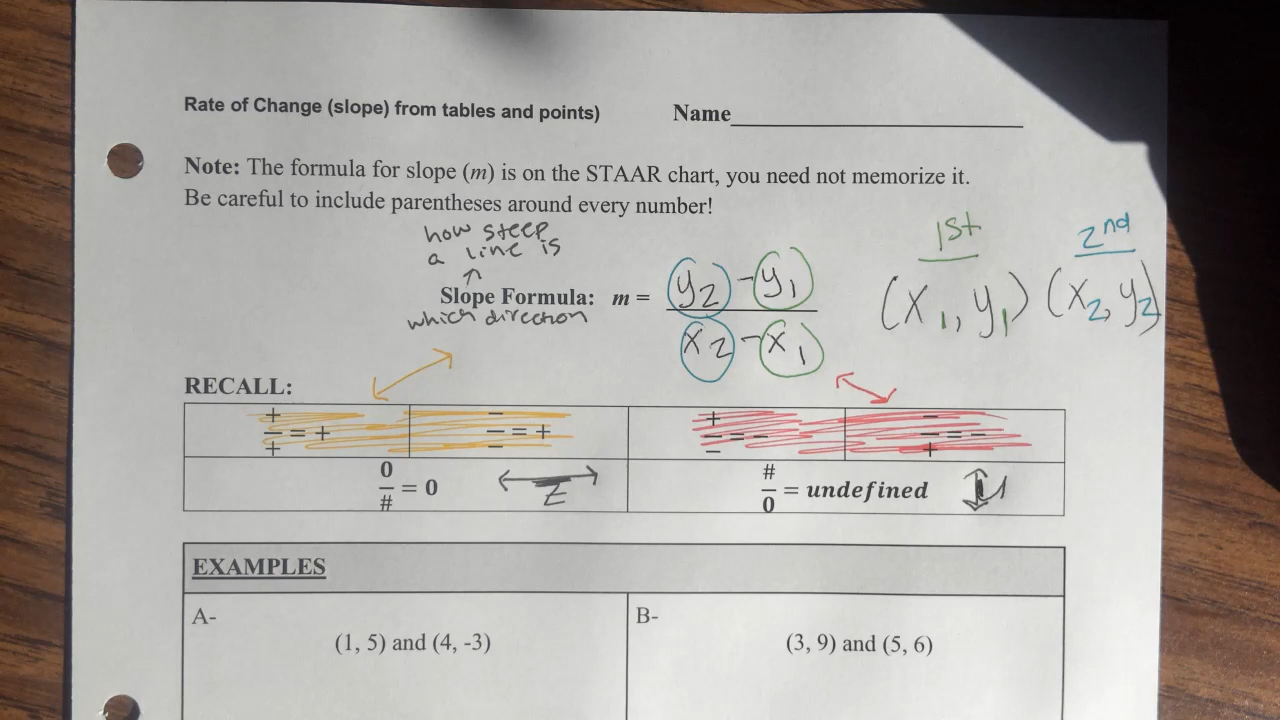 Rate of Change (slope) from tables and points) Name
Note: The formula for slope (m) is on the STAAR chart, you need not memorize it.
Be careful to include parentheses around every number!
how steep
a line is
1st 2nd
Slope Formula: m = y₂ - y₁ / x₂ - x₁ (x₁, y₁) (x₂, y₂)
which direction
RECALL:
+/+ = + -/- = + +/- = - -/+ = -
0/# = 0 Z #/0 = undefined U
EXAMPLES
A- B-
(1, 5) and (4, -3) (3, 9) and (5, 6)